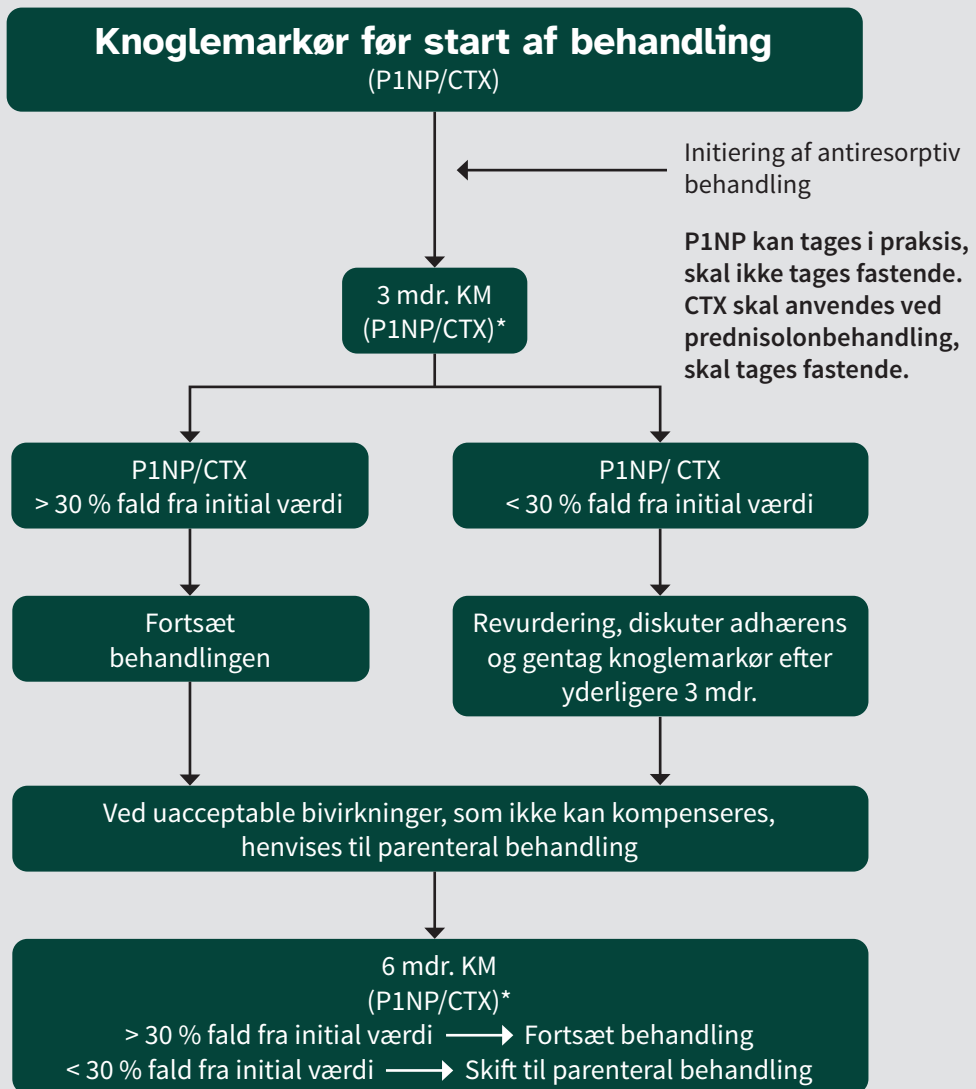 Knoglemarkør før start af behandling
(P1NP/CTX)
Initiering af antiresorptiv
behandling
P1NP kan tages i praksis,
skal ikke tages fastende.
CTX skal anvendes ved
prednisolonbehandling,
skal tages fastende.
3 mdr. KM
(P1NP/CTX)*
P1NP/CTX
> 30 % fald fra initial værdi
P1NP/ CTX
< 30 % fald fra initial værdi
Fortsæt
behandlingen
Revurdering, diskuter adhærens
og gentag knoglemarkør efter
yderligere 3 mdr.
Ved uacceptable bivirkninger, som ikke kan kompenseres,
henvises til parenteral behandling
6 mdr. KM
(P1NP/CTX)*
> 30 % fald fra initial værdi → Fortsæt behandling
< 30 % fald fra initial værdi → Skift til parenteral behandling